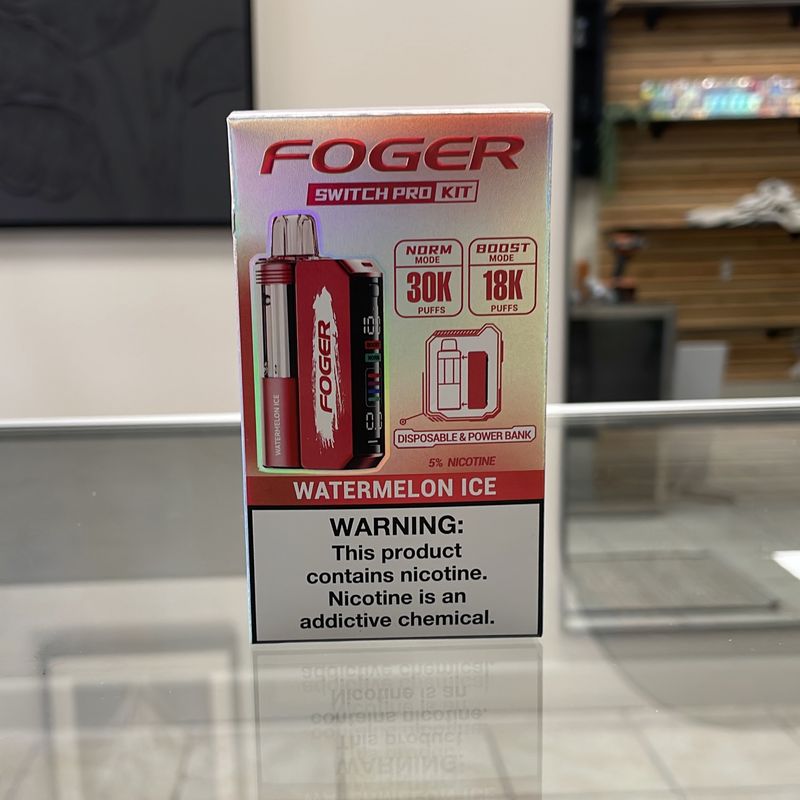 FOGER
SWITCH PRO KIT
NORM
MODE
30K
PUFFS
BOOST
MODE
18K
PUFFS
FOGER
WATERMELON ICE
DISPOSABLE & POWER BANK
5% NICOTINE
WATERMELON ICE
WARNING:
This product
contains nicotine.
Nicotine is an
addictive chemical.